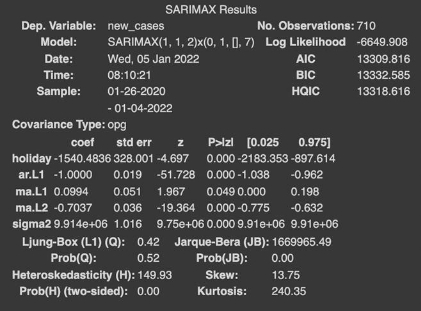 SARIMAX Results
Dep. Variable: new_cases No. Observations: 710
Model: SARIMAX(1, 1, 2)x(0, 1, [], 7) Log Likelihood -6649.908
Date: Wed, 05 Jan 2022 AIC 13309.816
Time: 08:10:21 BIC 13332.585
Sample: 01-26-2020 HQIC 13318.616
- 01-04-2022
Covariance Type: opg
coef std err z P>|z| [0.025 0.975]
holiday -1540.4836 328.001 -4.697 0.000 -2183.353 -897.614
ar.L1 -1.0000 0.019 -51.728 0.000 -1.038 -0.962
ma.L1 0.0994 0.051 1.967 0.049 0.000 0.198
ma.L2 -0.7037 0.036 -19.364 0.000 -0.775 -0.632
sigma2 9.914e+06 1.016 9.75e+06 0.000 9.91e+06 9.91e+06
Ljung-Box (L1) (Q): 0.42 Jarque-Bera (JB): 1669965.49
Prob(Q): 0.52 Prob(JB): 0.00
Heteroskedasticity (H): 149.93 Skew: 13.75
Prob(H) (two-sided): 0.00 Kurtosis: 240.35